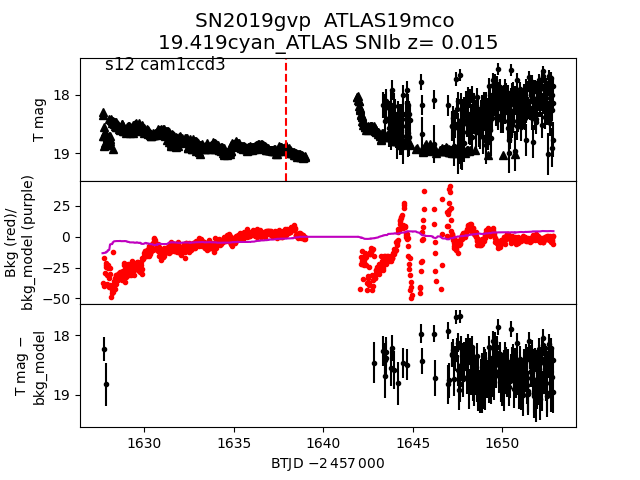 SN2019gvp ATLAS19mco
19.419cyan_ATLAS SNIb z= 0.015
s12 cam1ccd3
18
19
T mag
25
0
−25
−50
Bkg (red)/
bkg_model (purple)
18
19
T mag −
bkg_model
1630 1635 1640 1645 1650
BTJD −2 457 000